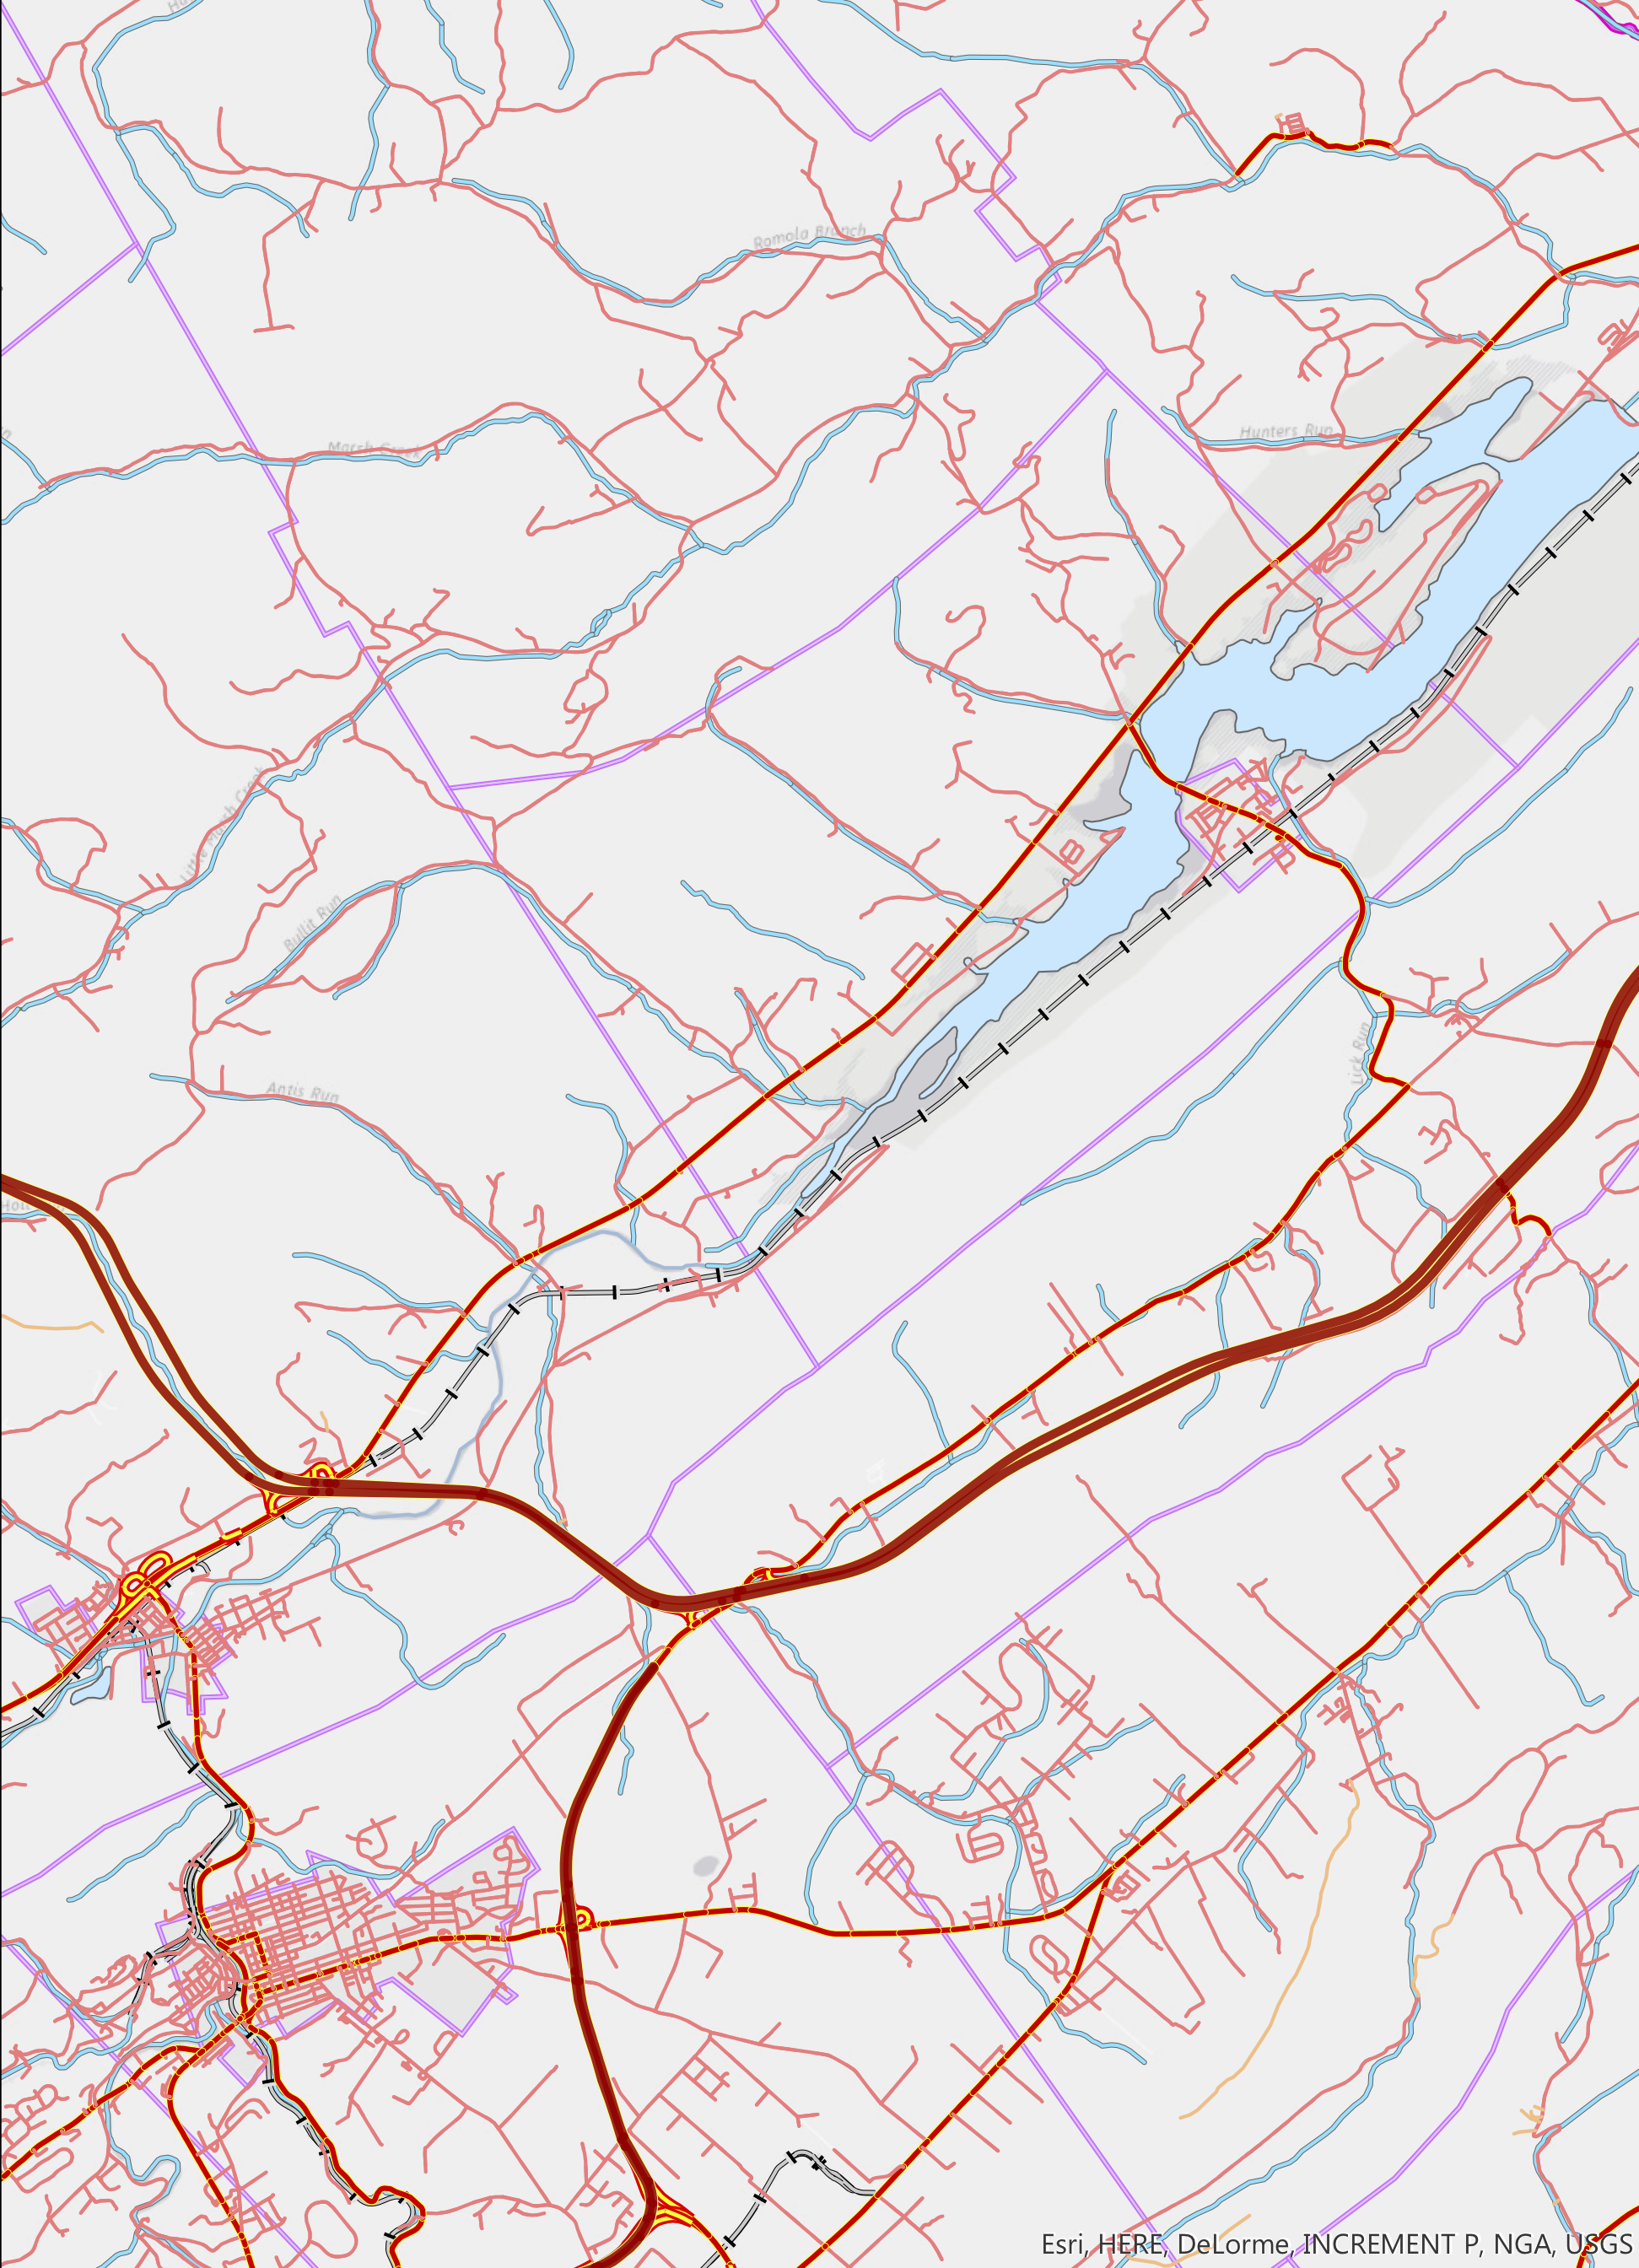 Romola Branch
Marsh Creek
Hunters Run
Little Marsh Creek
Bullit Run
Lick Run
Antis Run
Esri, HERE, DeLorme, INCREMENT P, NGA, USGS